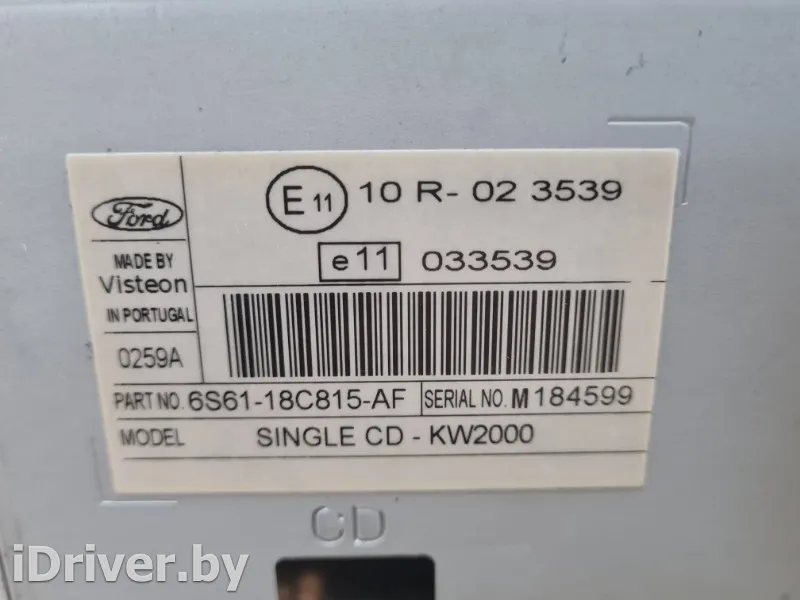 Ford
MADE BY
Visteon
IN PORTUGAL
0259A
E 11 10 R- 02 3539
e11 033539
PART NO. 6S61-18C815-AF SERIAL NO. M184599
MODEL SINGLE CD - KW2000
CD
iDriver.by